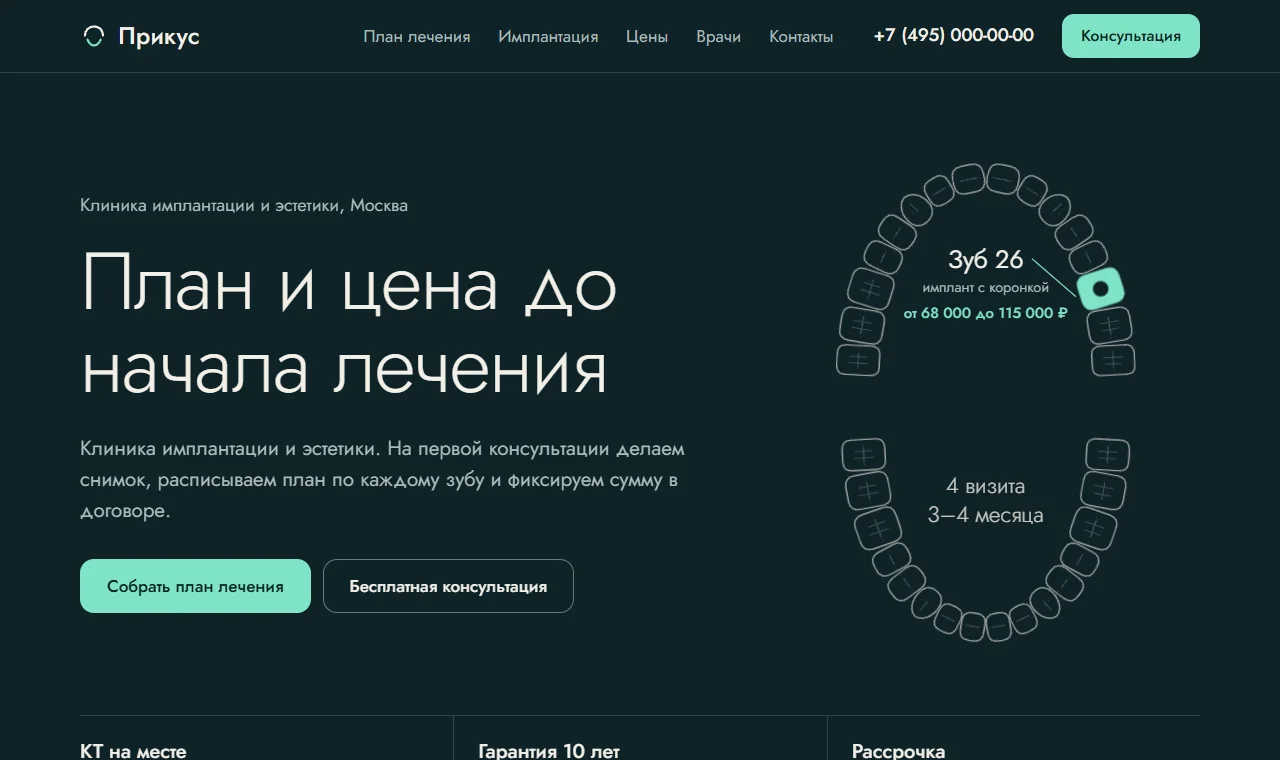 Прикус
План лечения
Имплантация
Цены
Врачи
Контакты
+7 (495) 000-00-00
Консультация
Клиника имплантации и эстетики, Москва
План и цена до
начала лечения
Клиника имплантации и эстетики. На первой консультации делаем
снимок, расписываем план по каждому зубу и фиксируем сумму в
договоре.
Собрать план лечения
Бесплатная консультация
Зуб 26
имплант с коронкой
от 68 000 до 115 000 ₽
4 визита
3–4 месяца
КТ на месте
Гарантия 10 лет
Рассрочка